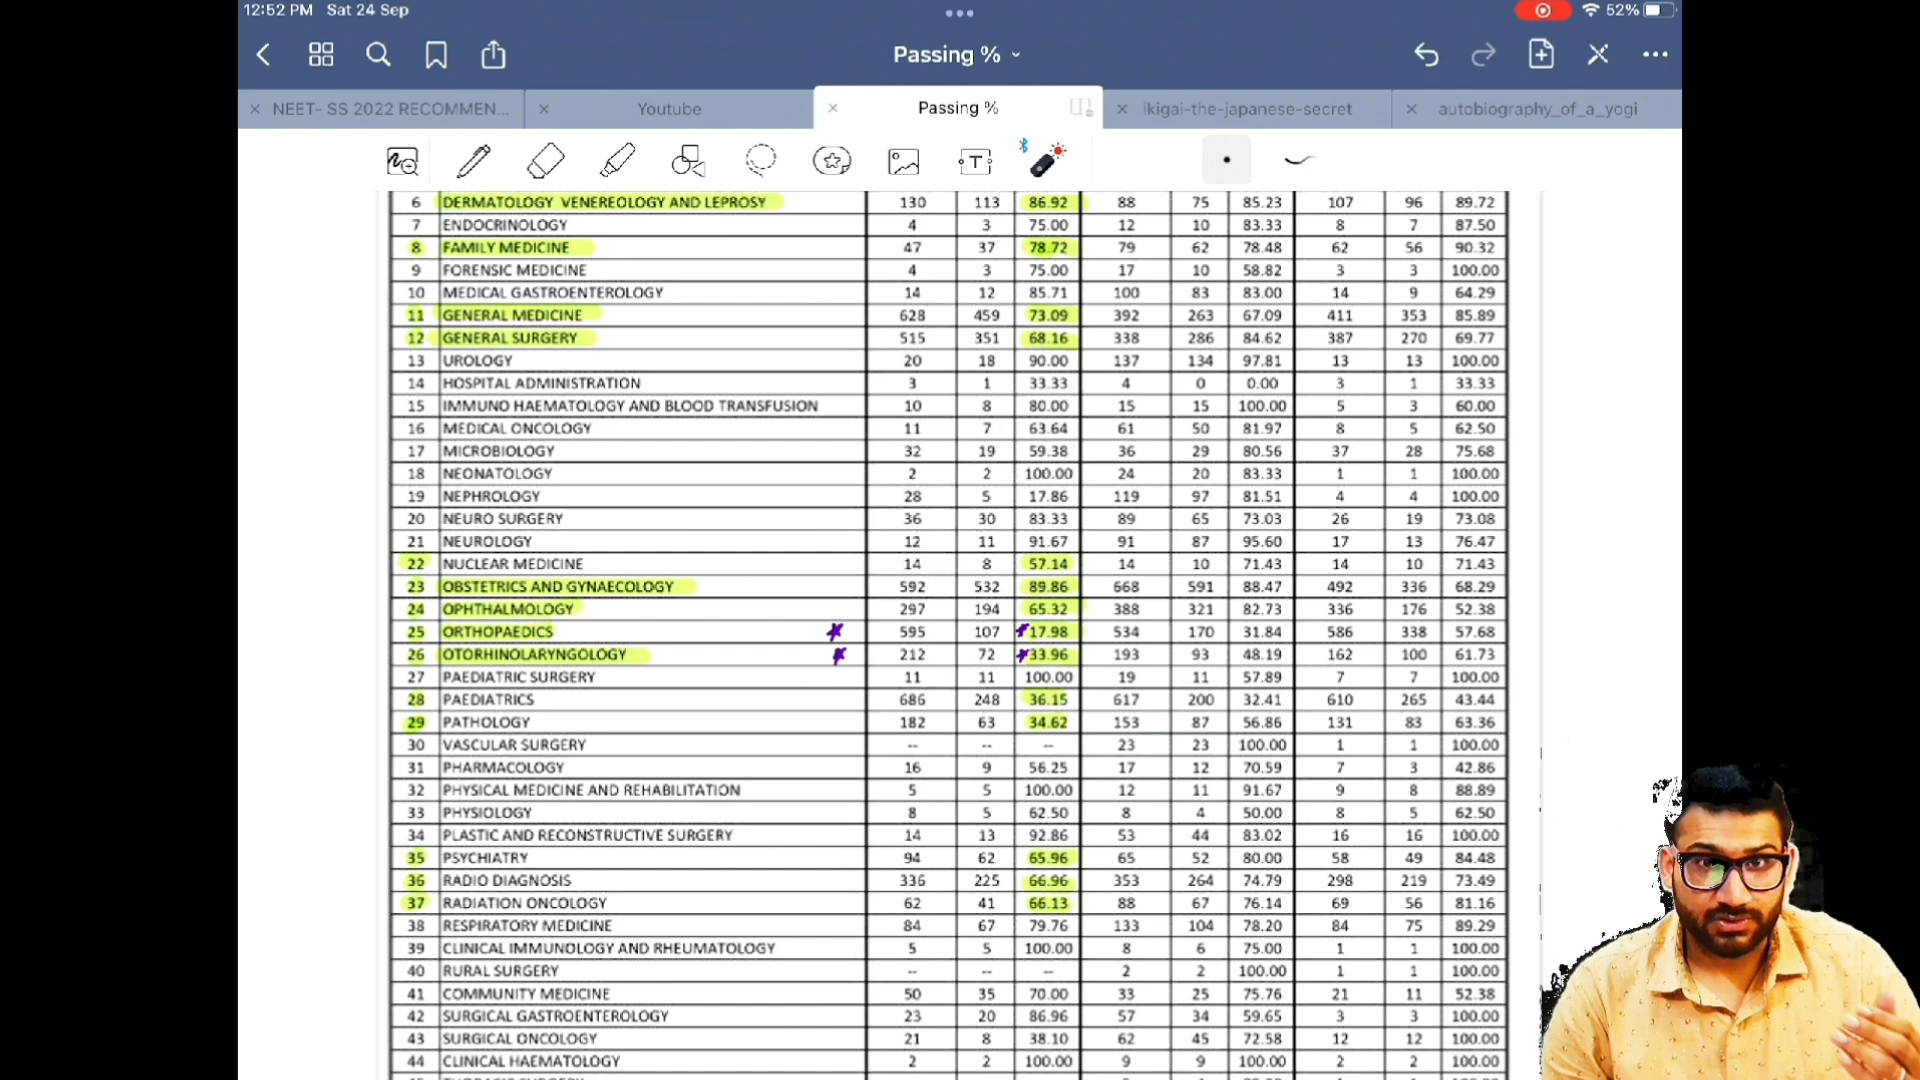 12:52 PM Sat 24 Sep
52%
Passing %
NEET- SS 2022 RECOMMEN...
Youtube
Passing %
ikigai-the-japanese-secret
autobiography_of_a_yogi
6 DERMATOLOGY VENEREOLOGY AND LEPROSY 130 113 86.92 88 75 85.23 107 96 89.72
7 ENDOCRINOLOGY 4 3 75.00 12 10 83.33 8 7 87.50
8 FAMILY MEDICINE 47 37 78.72 79 62 78.48 62 56 90.32
9 FORENSIC MEDICINE 4 3 75.00 17 10 58.82 3 3 100.00
10 MEDICAL GASTROENTEROLOGY 14 12 85.71 100 83 83.00 14 9 64.29
11 GENERAL MEDICINE 628 459 73.09 392 263 67.09 411 353 85.89
12 GENERAL SURGERY 515 351 68.16 338 286 84.62 387 270 69.77
13 UROLOGY 20 18 90.00 137 134 97.81 13 13 100.00
14 HOSPITAL ADMINISTRATION 3 1 33.33 4 0 0.00 3 1 33.33
15 IMMUNO HAEMATOLOGY AND BLOOD TRANSFUSION 10 8 80.00 15 15 100.00 5 3 60.00
16 MEDICAL ONCOLOGY 11 7 63.64 61 50 81.97 8 5 62.50
17 MICROBIOLOGY 32 19 59.38 36 29 80.56 37 28 75.68
18 NEONATOLOGY 2 2 100.00 24 20 83.33 1 1 100.00
19 NEPHROLOGY 28 5 17.86 119 97 81.51 4 4 100.00
20 NEURO SURGERY 36 30 83.33 89 65 73.03 26 19 73.08
21 NEUROLOGY 12 11 91.67 91 87 95.60 17 13 76.47
22 NUCLEAR MEDICINE 14 8 57.14 14 10 71.43 14 10 71.43
23 OBSTETRICS AND GYNAECOLOGY 592 532 89.86 668 591 88.47 492 336 68.29
24 OPHTHALMOLOGY 297 194 65.32 388 321 82.73 336 176 52.38
25 ORTHOPAEDICS 595 107 17.98 534 170 31.84 586 338 57.68
26 OTORHINOLARYNGOLOGY 212 72 33.96 193 93 48.19 162 100 61.73
27 PAEDIATRIC SURGERY 11 11 100.00 19 11 57.89 7 7 100.00
28 PAEDIATRICS 686 248 36.15 617 200 32.41 610 265 43.44
29 PATHOLOGY 182 63 34.62 153 87 56.86 131 83 63.36
30 VASCULAR SURGERY -- -- -- 23 23 100.00 1 1 100.00
31 PHARMACOLOGY 16 9 56.25 17 12 70.59 7 3 42.86
32 PHYSICAL MEDICINE AND REHABILITATION 5 5 100.00 12 11 91.67 9 8 88.89
33 PHYSIOLOGY 8 5 62.50 8 4 50.00 8 5 62.50
34 PLASTIC AND RECONSTRUCTIVE SURGERY 14 13 92.86 53 44 83.02 16 16 100.00
35 PSYCHIATRY 94 62 65.96 65 52 80.00 58 49 84.48
36 RADIO DIAGNOSIS 336 225 66.96 353 264 74.79 298 219 73.49
37 RADIATION ONCOLOGY 62 41 66.13 88 67 76.14 69 56 81.16
38 RESPIRATORY MEDICINE 84 67 79.76 133 104 78.20 84 75 89.29
39 CLINICAL IMMUNOLOGY AND RHEUMATOLOGY 5 5 100.00 8 6 75.00 1 1 100.00
40 RURAL SURGERY -- -- -- 2 2 100.00 1 1 100.00
41 COMMUNITY MEDICINE 50 35 70.00 33 25 75.76 21 11 52.38
42 SURGICAL GASTROENTEROLOGY 23 20 86.96 57 34 59.65 3 3 100.00
43 SURGICAL ONCOLOGY 21 8 38.10 62 45 72.58 12 12 100.00
44 CLINICAL HAEMATOLOGY 2 2 100.00 9 9 100.00 2 2 100.00